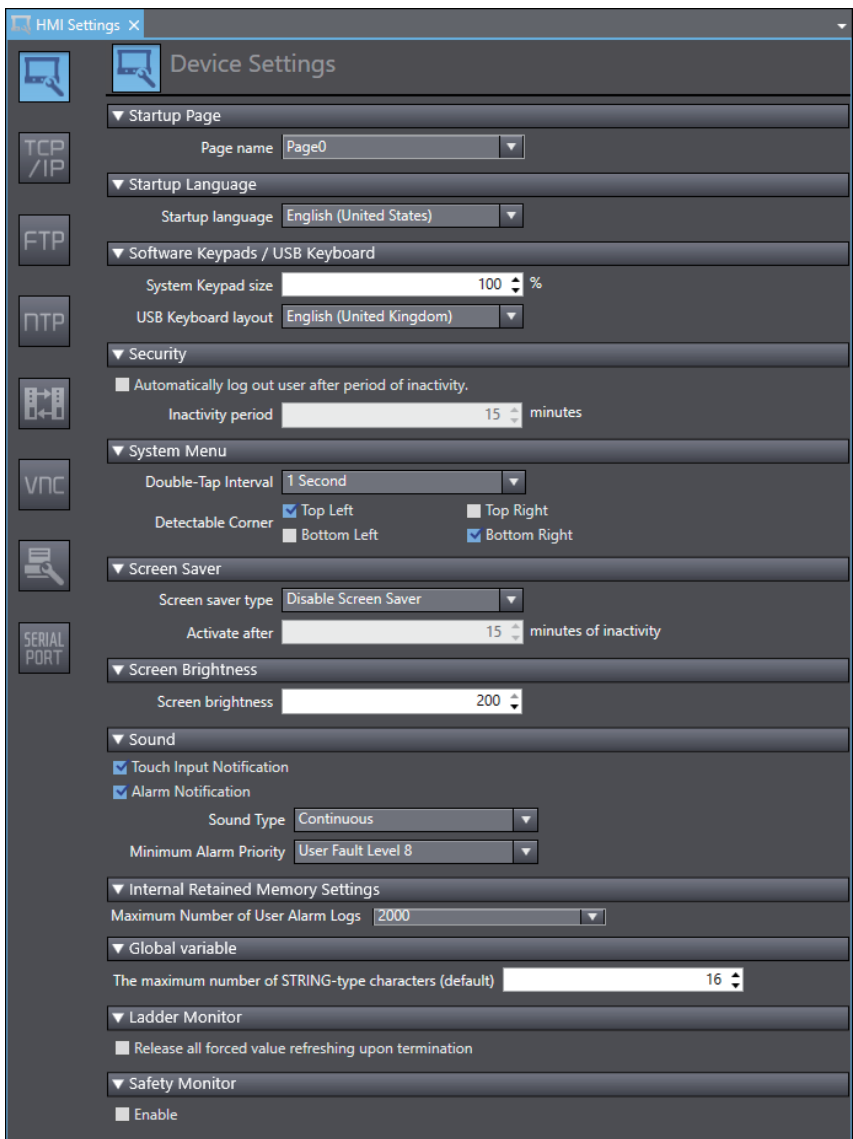 HMI Settings
Device Settings
TCP
/IP
FTP
NTP
VNC
SERIAL
PORT
Startup Page
Page name Page0
Startup Language
Startup language English (United States)
Software Keypads / USB Keyboard
System Keypad size 100 %
USB Keyboard layout English (United Kingdom)
Security
Automatically log out user after period of inactivity.
Inactivity period 15 minutes
System Menu
Double-Tap Interval 1 Second
Detectable Corner
Top Left Top Right
Bottom Left Bottom Right
Screen Saver
Screen saver type Disable Screen Saver
Activate after 15 minutes of inactivity
Screen Brightness
Screen brightness 200
Sound
Touch Input Notification
Alarm Notification
Sound Type Continuous
Minimum Alarm Priority User Fault Level 8
Internal Retained Memory Settings
Maximum Number of User Alarm Logs 2000
Global variable
The maximum number of STRING-type characters (default) 16
Ladder Monitor
Release all forced value refreshing upon termination
Safety Monitor
Enable